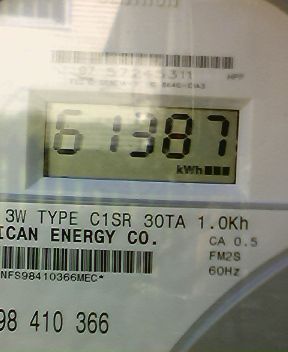 57245311
61387
kWh
3W TYPE C1SR 30TA 1.0Kh
ICAN ENERGY CO.
CA 0.5
FM2S
60Hz
NFS98410366MEC*
98 410 366